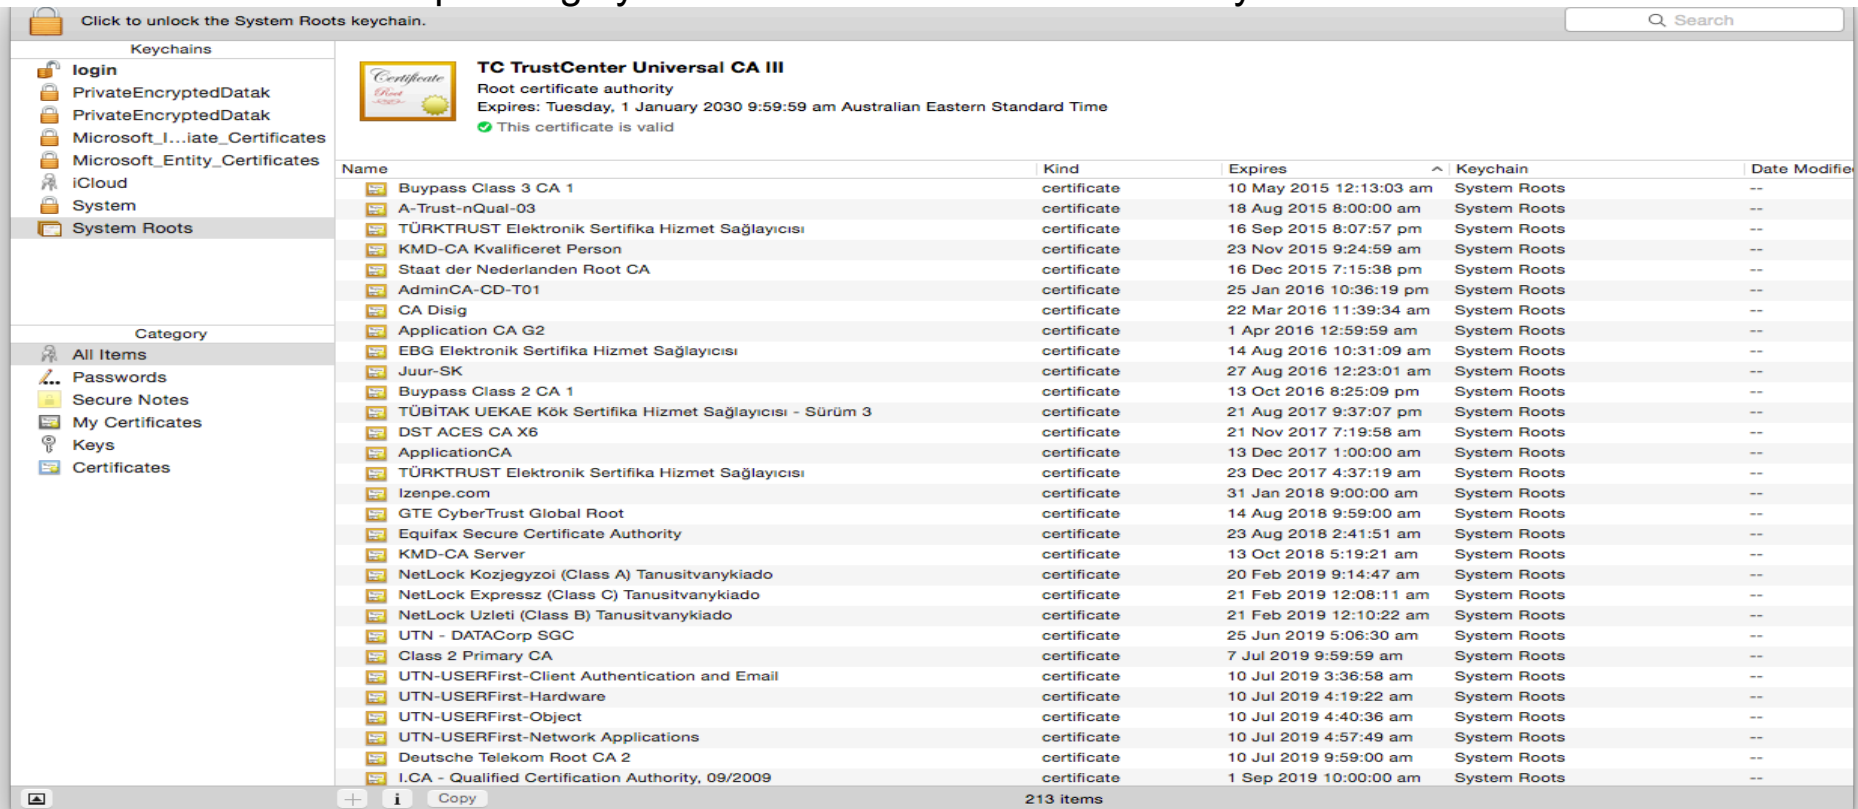 Click to unlock the System Roots keychain.
Search
Keychains
login
PrivateEncryptedDatak
PrivateEncryptedDatak
Microsoft_I...iate_Certificates
Microsoft_Entity_Certificates
iCloud
System
System Roots
Category
All Items
Passwords
Secure Notes
My Certificates
Keys
Certificates
Certificate
Root
TC TrustCenter Universal CA III
Root certificate authority
Expires: Tuesday, 1 January 2030 9:59:59 am Australian Eastern Standard Time
This certificate is valid
Name Kind Expires Keychain Date Modifie
Buypass Class 3 CA 1 certificate 10 May 2015 12:13:03 am System Roots --
A-Trust-nQual-03 certificate 18 Aug 2015 8:00:00 am System Roots --
TÜRKTRUST Elektronik Sertifika Hizmet Sağlayıcısı certificate 16 Sep 2015 8:07:57 pm System Roots --
KMD-CA Kvalificeret Person certificate 23 Nov 2015 9:24:59 am System Roots --
Staat der Nederlanden Root CA certificate 16 Dec 2015 7:15:38 pm System Roots --
AdminCA-CD-T01 certificate 25 Jan 2016 10:36:19 pm System Roots --
CA Disig certificate 22 Mar 2016 11:39:34 am System Roots --
Application CA G2 certificate 1 Apr 2016 12:59:59 am System Roots --
EBG Elektronik Sertifika Hizmet Sağlayıcısı certificate 14 Aug 2016 10:31:09 am System Roots --
Juur-SK certificate 27 Aug 2016 12:23:01 am System Roots --
Buypass Class 2 CA 1 certificate 13 Oct 2016 8:25:09 pm System Roots --
TÜBİTAK UEKAE Kök Sertifika Hizmet Sağlayıcısı - Sürüm 3 certificate 21 Aug 2017 9:37:07 pm System Roots --
DST ACES CA X6 certificate 21 Nov 2017 7:19:58 am System Roots --
ApplicationCA certificate 13 Dec 2017 1:00:00 am System Roots --
TÜRKTRUST Elektronik Sertifika Hizmet Sağlayıcısı certificate 23 Dec 2017 4:37:19 am System Roots --
Izenpe.com certificate 31 Jan 2018 9:00:00 am System Roots --
GTE CyberTrust Global Root certificate 14 Aug 2018 9:59:00 am System Roots --
Equifax Secure Certificate Authority certificate 23 Aug 2018 2:41:51 am System Roots --
KMD-CA Server certificate 13 Oct 2018 5:19:21 am System Roots --
NetLock Kozjegyzoi (Class A) Tanusitvanykiado certificate 20 Feb 2019 9:14:47 am System Roots --
NetLock Expressz (Class C) Tanusitvanykiado certificate 21 Feb 2019 12:08:11 am System Roots --
NetLock Uzleti (Class B) Tanusitvanykiado certificate 21 Feb 2019 12:10:22 am System Roots --
UTN - DATACorp SGC certificate 25 Jun 2019 5:06:30 am System Roots --
Class 2 Primary CA certificate 7 Jul 2019 9:59:59 am System Roots --
UTN-USERFirst-Client Authentication and Email certificate 10 Jul 2019 3:36:58 am System Roots --
UTN-USERFirst-Hardware certificate 10 Jul 2019 4:19:22 am System Roots --
UTN-USERFirst-Object certificate 10 Jul 2019 4:40:36 am System Roots --
UTN-USERFirst-Network Applications certificate 10 Jul 2019 4:57:49 am System Roots --
Deutsche Telekom Root CA 2 certificate 10 Jul 2019 9:59:00 am System Roots --
I.CA - Qualified Certification Authority, 09/2009 certificate 1 Sep 2019 10:00:00 am System Roots --
Copy
213 items